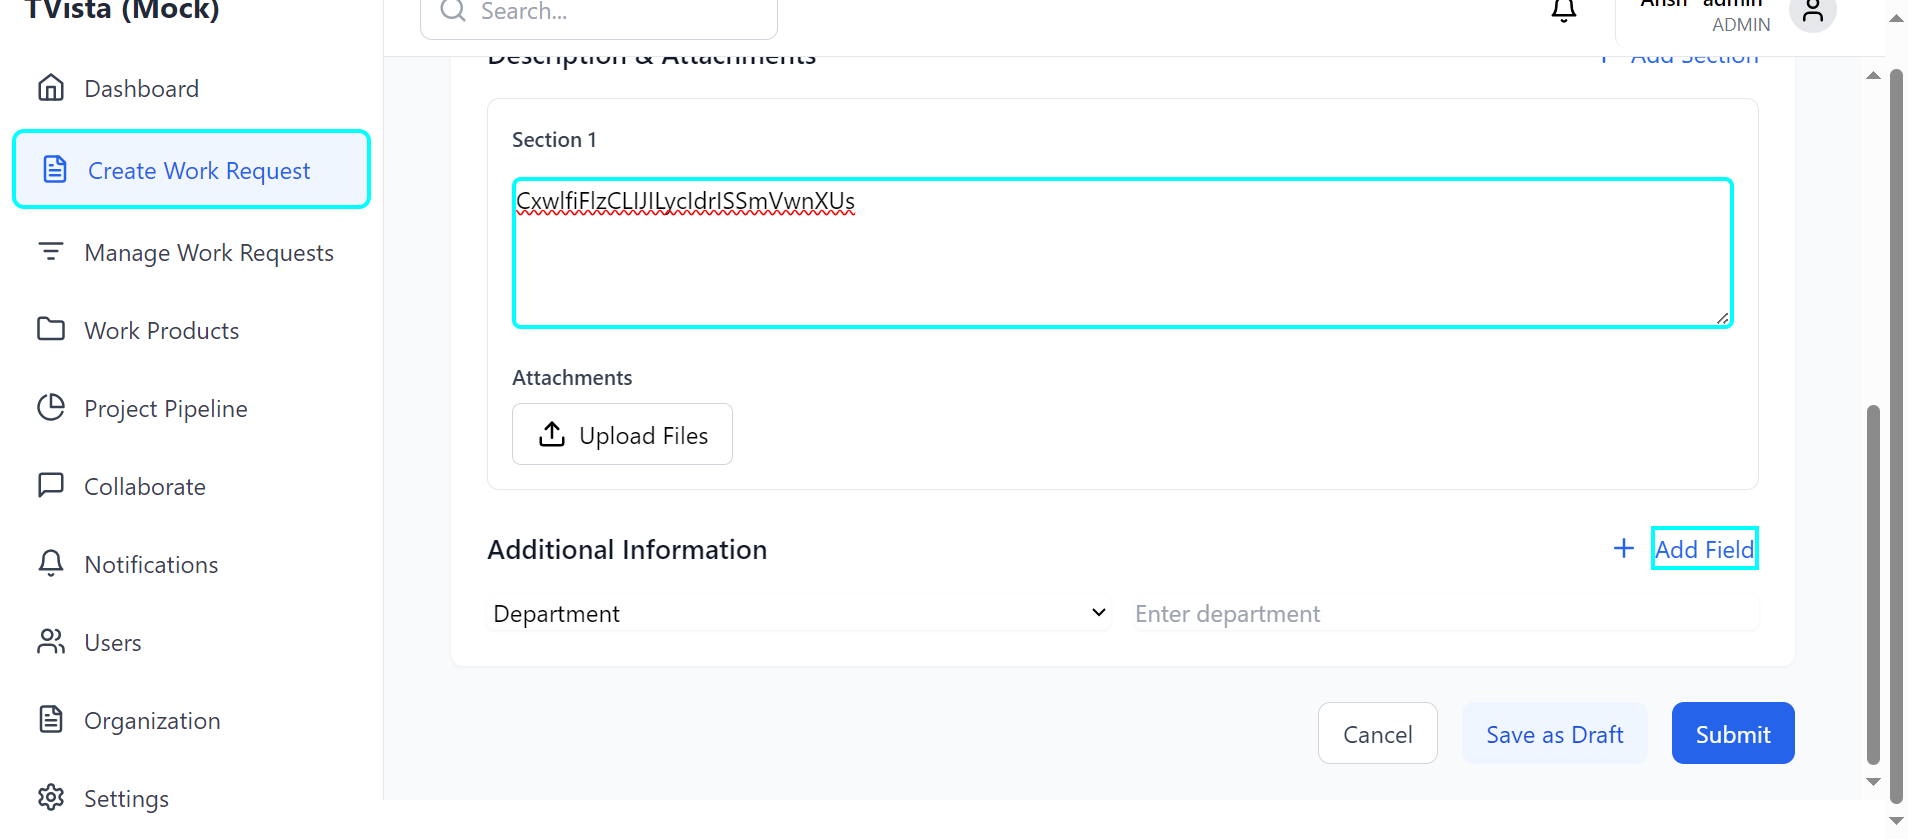 TVista (Mock)
Search...
admin
ADMIN
Dashboard
Create Work Request
Manage Work Requests
Work Products
Project Pipeline
Collaborate
Notifications
Users
Organization
Settings
Description & Attachments
+ Add Section
Section 1
CxwlfiFlzCLIJILycIdrISSmVwnXUs
Attachments
Upload Files
Additional Information
+ Add Field
Department
Enter department
Cancel
Save as Draft
Submit